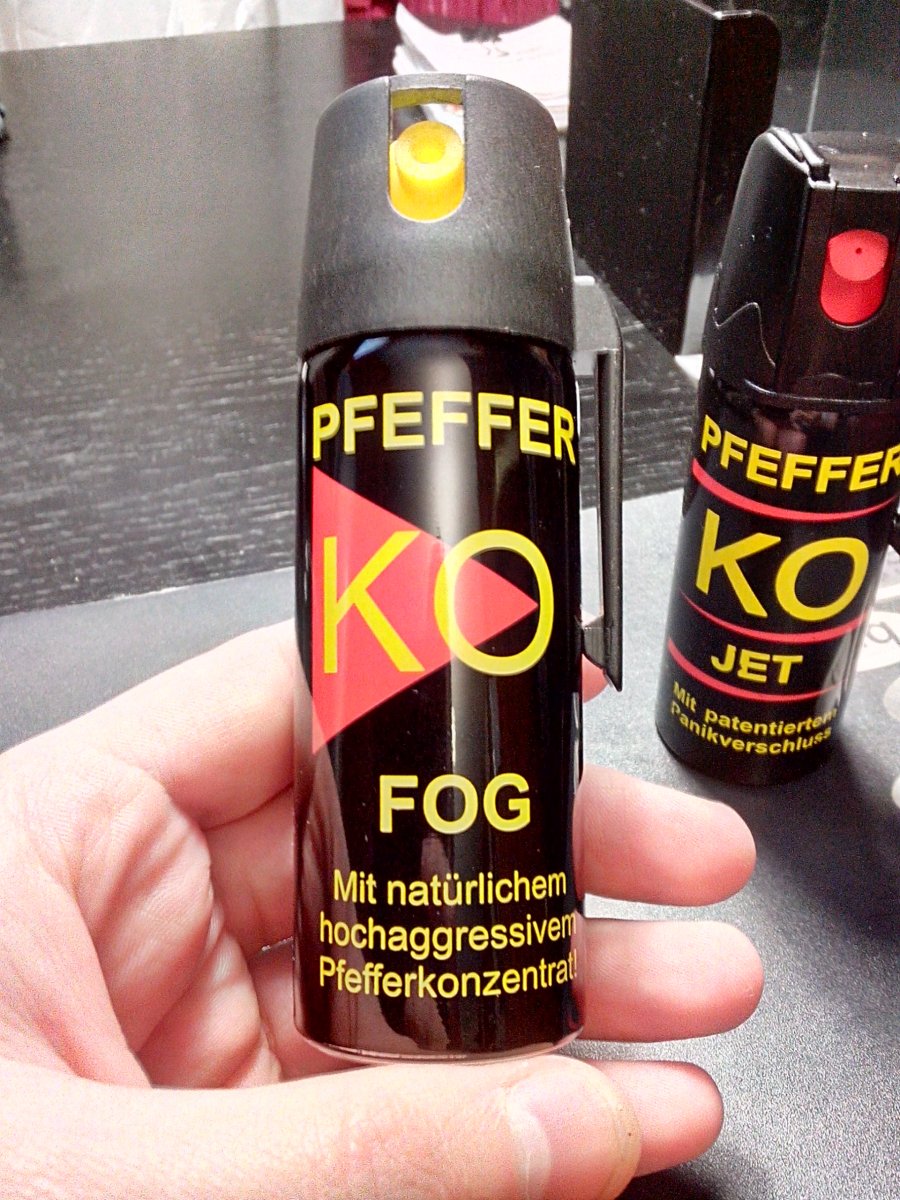 PFEFFER
KO
FOG
Mit natürlichem
hochaggressivem
Pfefferkonzentrat!
PFEFFER
KO
JET
Mit patentiertem
Panikverschluss